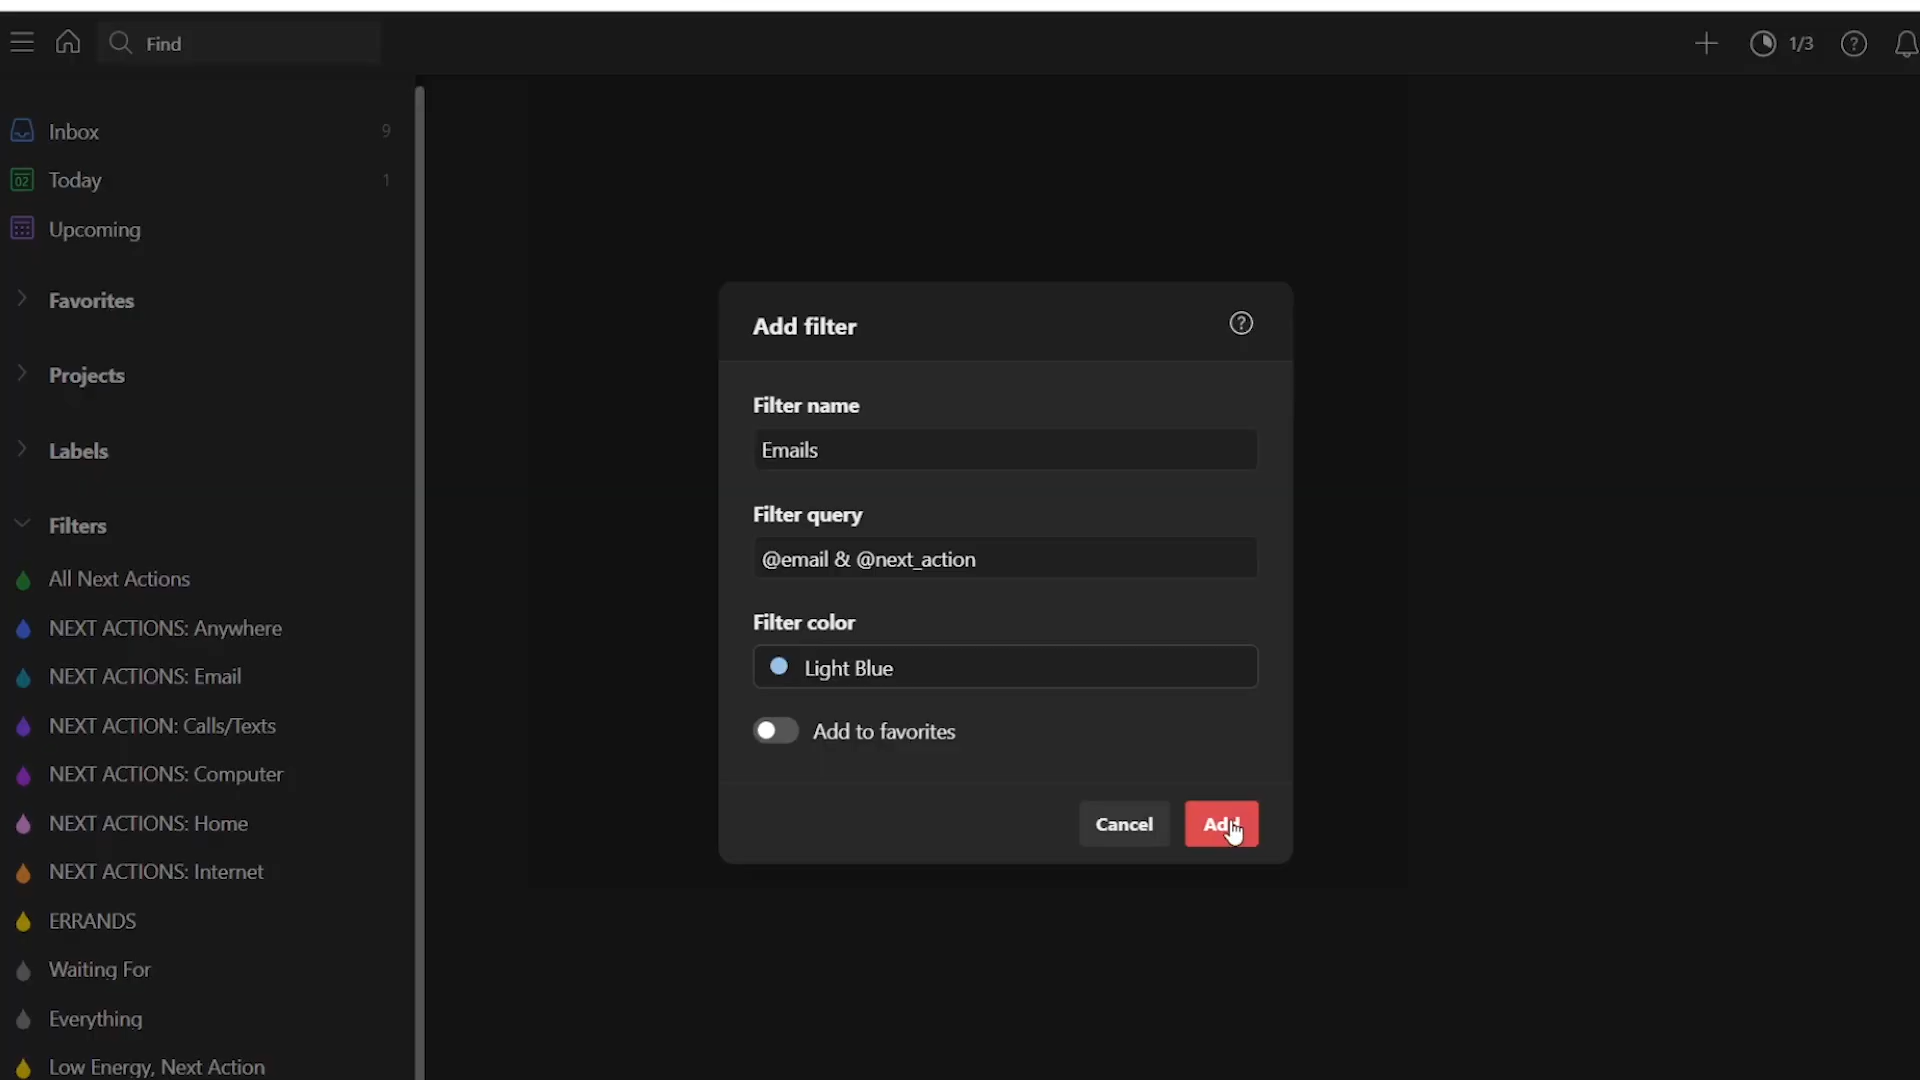 Find
1/3
Inbox 9
02 Today 1
Upcoming
Favorites
Projects
Labels
Filters
All Next Actions
NEXT ACTIONS: Anywhere
NEXT ACTIONS: Email
NEXT ACTION: Calls/Texts
NEXT ACTIONS: Computer
NEXT ACTIONS: Home
NEXT ACTIONS: Internet
ERRANDS
Waiting For
Everything
Low Energy, Next Action
Add filter
Filter name
Emails
Filter query
@email & @next_action
Filter color
Light Blue
Add to favorites
Cancel
Add